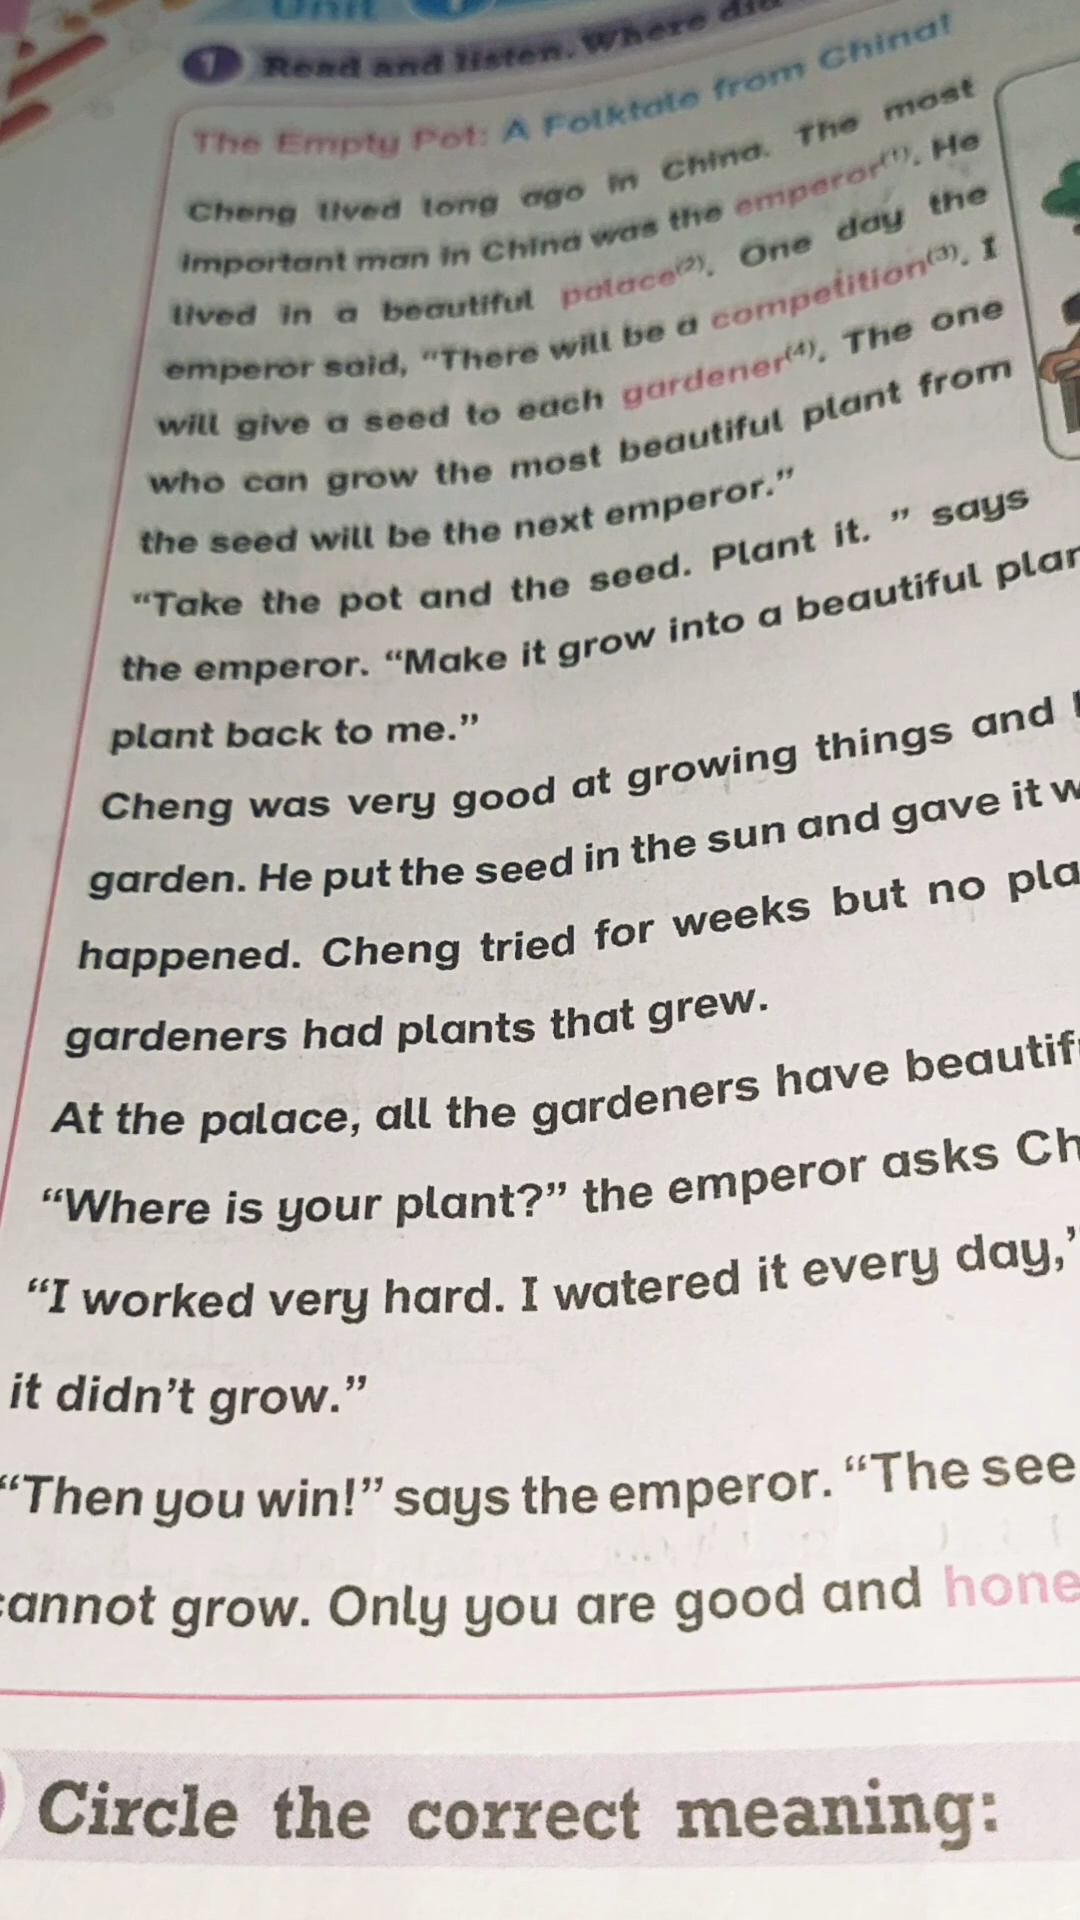 Unit
1 Read and listen. Where did
The Empty Pot: A Folktale from China!
Cheng lived long ago in China. The most
important man in China was the emperor(1). He
lived in a beautiful palace(2). One day the
emperor said, “There will be a competition(3). I
will give a seed to each gardener(4). The one
who can grow the most beautiful plant from
the seed will be the next emperor.”
“Take the pot and the seed. Plant it. ” says
the emperor. “Make it grow into a beautiful
plant back to me.”
Cheng was very good at growing things and
garden. He put the seed in the sun and gave it
happened. Cheng tried for weeks but no
gardeners had plants that grew.
At the palace, all the gardeners have
“Where is your plant?” the emperor asks
“I worked very hard. I watered it every day,”
it didn’t grow.”
“Then you win!” says the emperor. “The
cannot grow. Only you are good and
Circle the correct meaning: